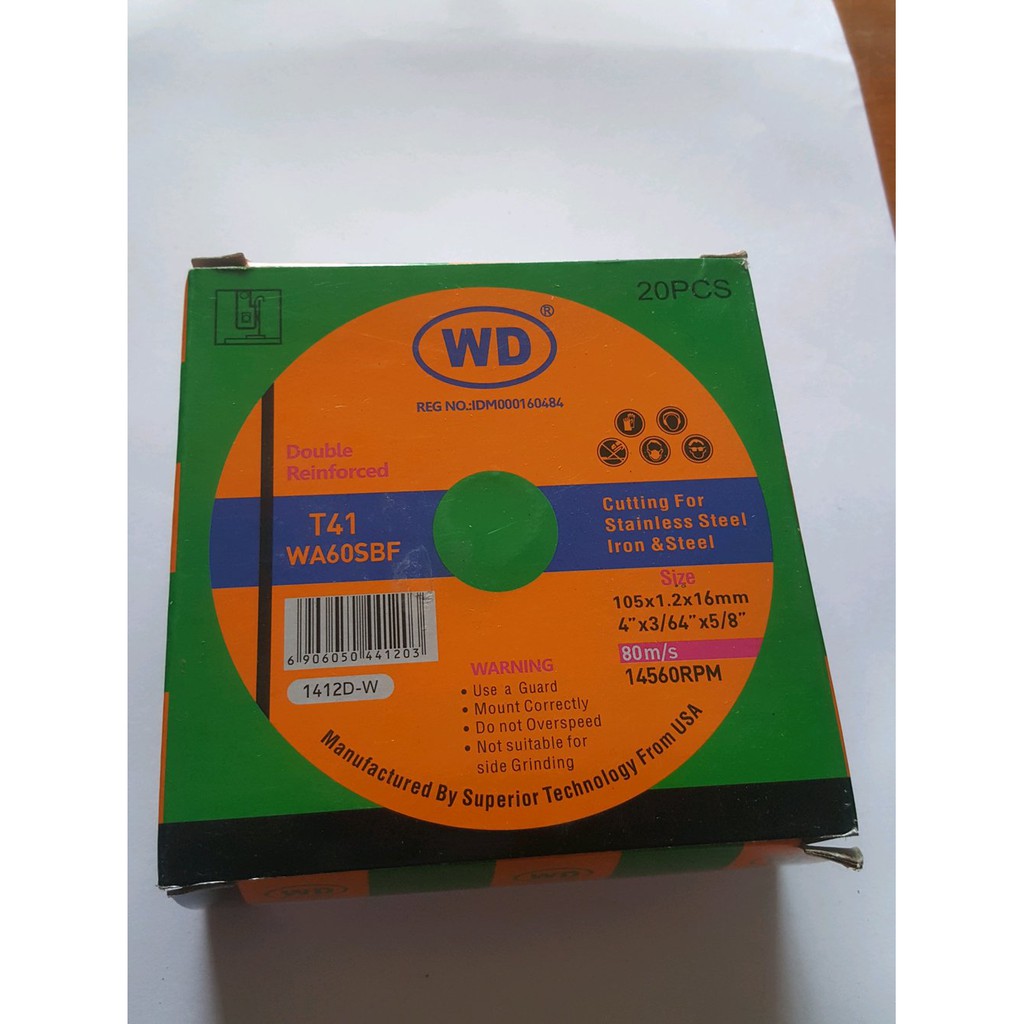 20PCS
WD®
REG NO.:IDM000160484
Double
Reinforced
T41
WA60SBF
Cutting For
Stainless Steel
Iron &Steel
Size
105x1.2x16mm
4"x3/64"x5/8"
80m/s
14560RPM
6 906050 441203
1412D-W
WARNING
• Use a Guard
• Mount Correctly
• Do not Overspeed
• Not suitable for
side Grinding
Manufactured By Superior Technology From USA
WD
WD